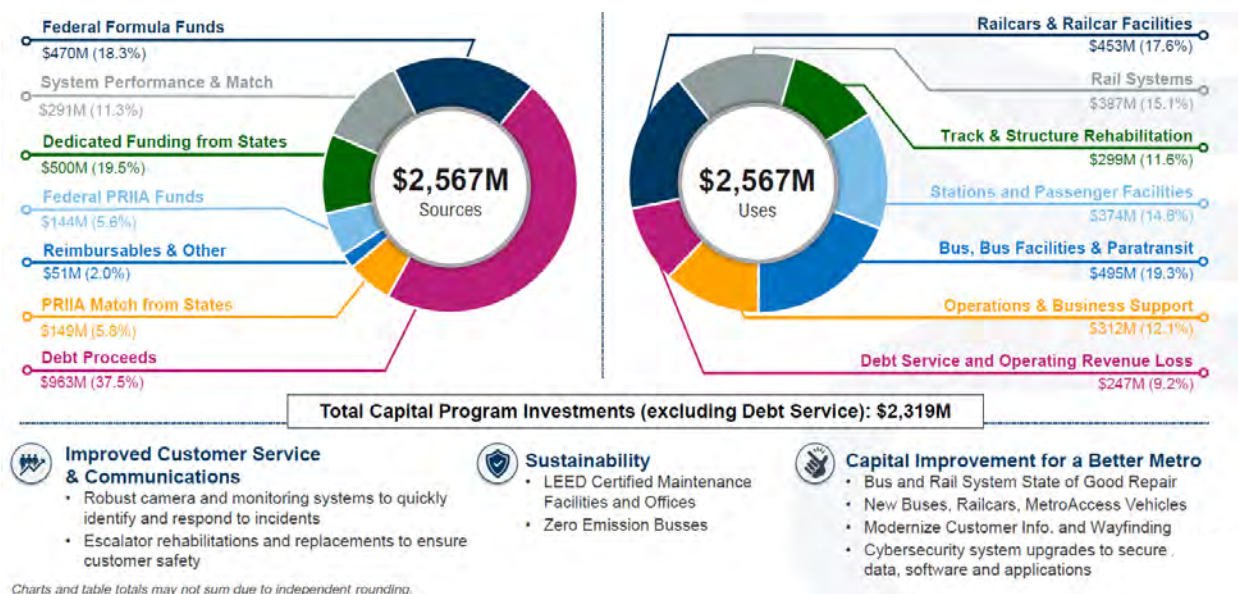 Federal Formula Funds
$470M (18.3%)
System Performance & Match
$291M (11.3%)
Dedicated Funding from States
$500M (19.5%)
Federal PRIIA Funds
$144M (5.6%)
Reimbursables & Other
$51M (2.0%)
PRIIA Match from States
$149M (5.8%)
Debt Proceeds
$963M (37.5%)
$2,567M
Sources
Railcars & Railcar Facilities
$453M (17.6%)
Rail Systems
$387M (15.1%)
Track & Structure Rehabilitation
$299M (11.6%)
Stations and Passenger Facilities
$374M (14.6%)
Bus, Bus Facilities & Paratransit
$495M (19.3%)
Operations & Business Support
$312M (12.1%)
Debt Service and Operating Revenue Loss
$247M (9.2%)
$2,567M
Uses
Total Capital Program Investments (excluding Debt Service): $2,319M
Improved Customer Service
& Communications
• Robust camera and monitoring systems to quickly
identify and respond to incidents
• Escalator rehabilitations and replacements to ensure
customer safety
Sustainability
• LEED Certified Maintenance
Facilities and Offices
• Zero Emission Busses
Capital Improvement for a Better Metro
• Bus and Rail System State of Good Repair
• New Buses, Railcars, MetroAccess Vehicles
• Modernize Customer Info. and Wayfinding
• Cybersecurity system upgrades to secure
data, software and applications
Charts and table totals may not sum due to independent rounding.